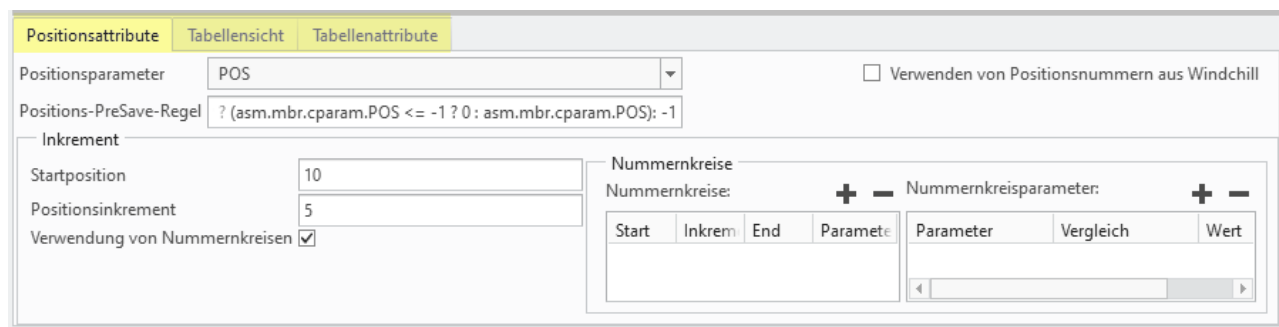 Positionsattribute Tabellensicht Tabellenattribute
Positionsparameter POS Verwenden von Positionsnummern aus Windchill
Positions-PreSave-Regel ? (asm.mbr.cparam.POS <= -1 ? 0 : asm.mbr.cparam.POS): -1
Inkrement
Startposition 10
Positionsinkrement 5
Verwendung von Nummernkreisen
Nummernkreise
Nummernkreise: Nummernkreisparameter:
Start Inkrem End Paramete Parameter Vergleich Wert